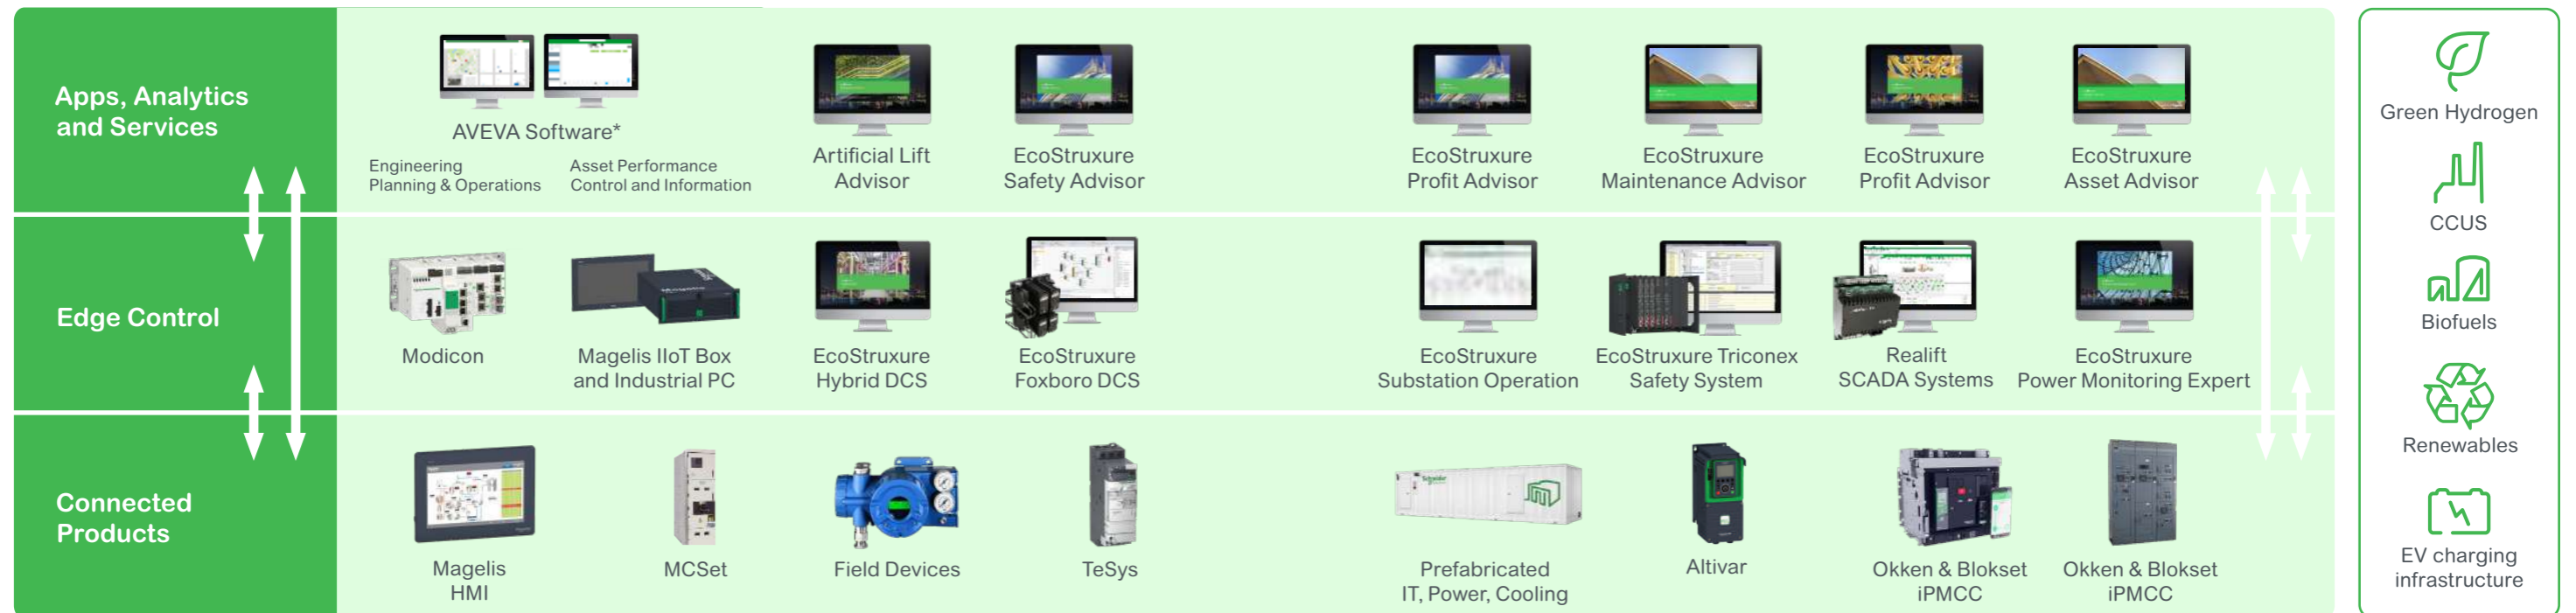 Apps, Analytics
and Services
AVEVA Software*
Engineering
Planning & Operations
Asset Performance
Control and Information
Artificial Lift
Advisor
EcoStruxure
Safety Advisor
EcoStruxure
Profit Advisor
EcoStruxure
Maintenance Advisor
EcoStruxure
Profit Advisor
EcoStruxure
Asset Advisor
Edge Control
Modicon
Magelis IIoT Box
and Industrial PC
EcoStruxure
Hybrid DCS
EcoStruxure
Foxboro DCS
EcoStruxure
Substation Operation
EcoStruxure Triconex
Safety System
Realift
SCADA Systems
EcoStruxure
Power Monitoring Expert
Connected
Products
Magelis
HMI
MCSet
Field Devices
TeSys
Schneider
Prefabricated
IT, Power, Cooling
Altivar
Okken & Blokset
iPMCC
Okken & Blokset
iPMCC
Green Hydrogen
CCUS
Biofuels
Renewables
EV charging
infrastructure